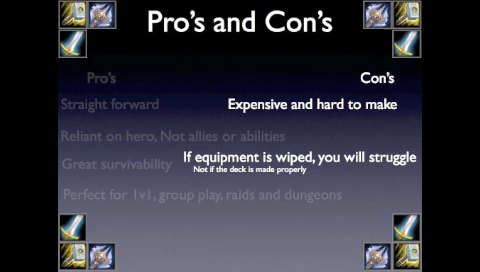 Pro's and Con's
Pro's
Con's
Straight forward
Expensive and hard to make
Reliant on hero, Not allies or abilities
Great survivability
If equipment is wiped, you will struggle
Not if the deck is made properly
Perfect for 1v1, group play, raids and dungeons